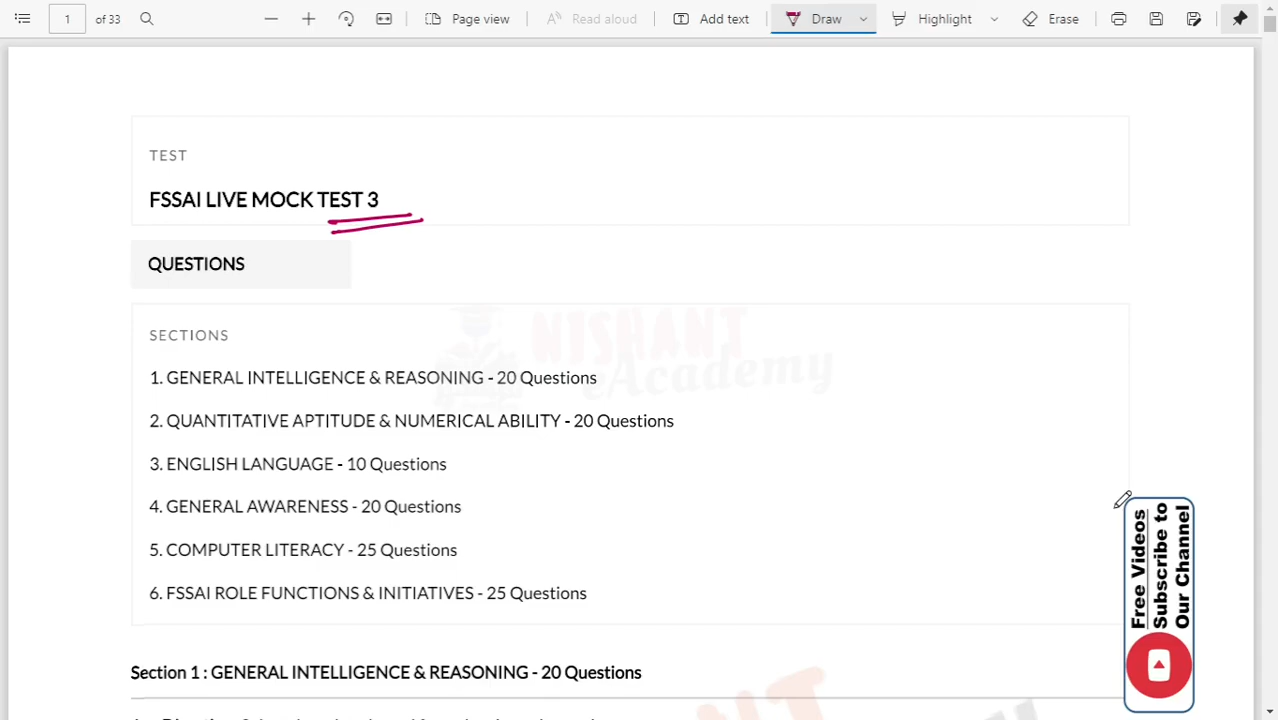 1 of 33 Page view Read aloud Add text Draw Highlight Erase
TEST
FSSAI LIVE MOCK TEST 3
QUESTIONS
NISHANT
eAcademy
SECTIONS
1. GENERAL INTELLIGENCE & REASONING - 20 Questions
2. QUANTITATIVE APTITUDE & NUMERICAL ABILITY - 20 Questions
3. ENGLISH LANGUAGE - 10 Questions
4. GENERAL AWARENESS - 20 Questions
5. COMPUTER LITERACY - 25 Questions
6. FSSAI ROLE FUNCTIONS & INITIATIVES - 25 Questions
Free Videos
Subscribe to
Our Channel
Section 1 : GENERAL INTELLIGENCE & REASONING - 20 Questions